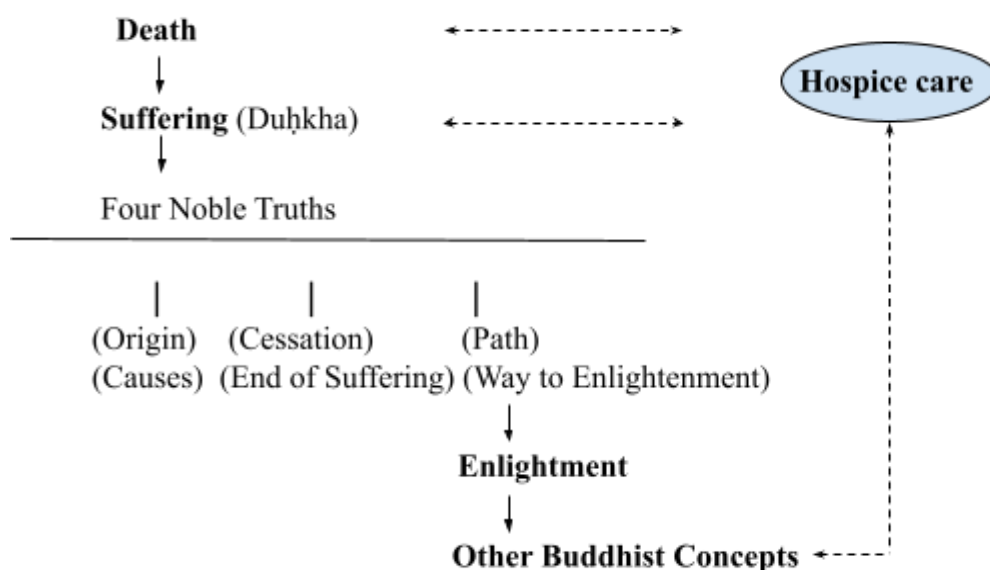 Death
Hospice care
Suffering (Duḥkha)
Four Noble Truths
(Origin) (Cessation) (Path)
(Causes) (End of Suffering) (Way to Enlightenment)
Enlightment
Other Buddhist Concepts